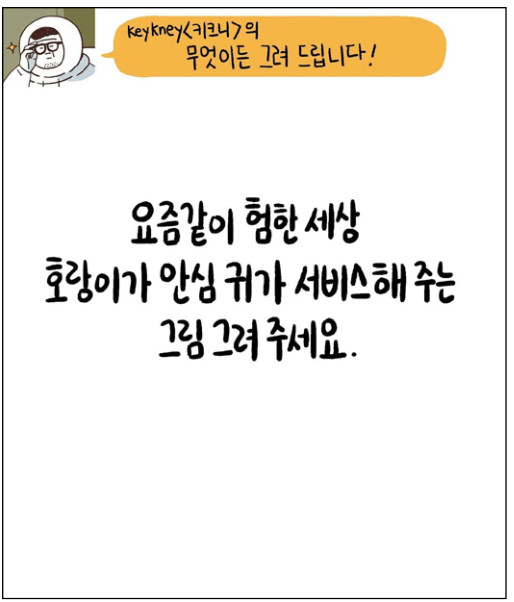 keykney<키크니>의
무엇이든 그려 드립니다!
요즘같이 험한 세상
호랑이가 안심 귀가 서비스해 주는
그림 그려 주세요.